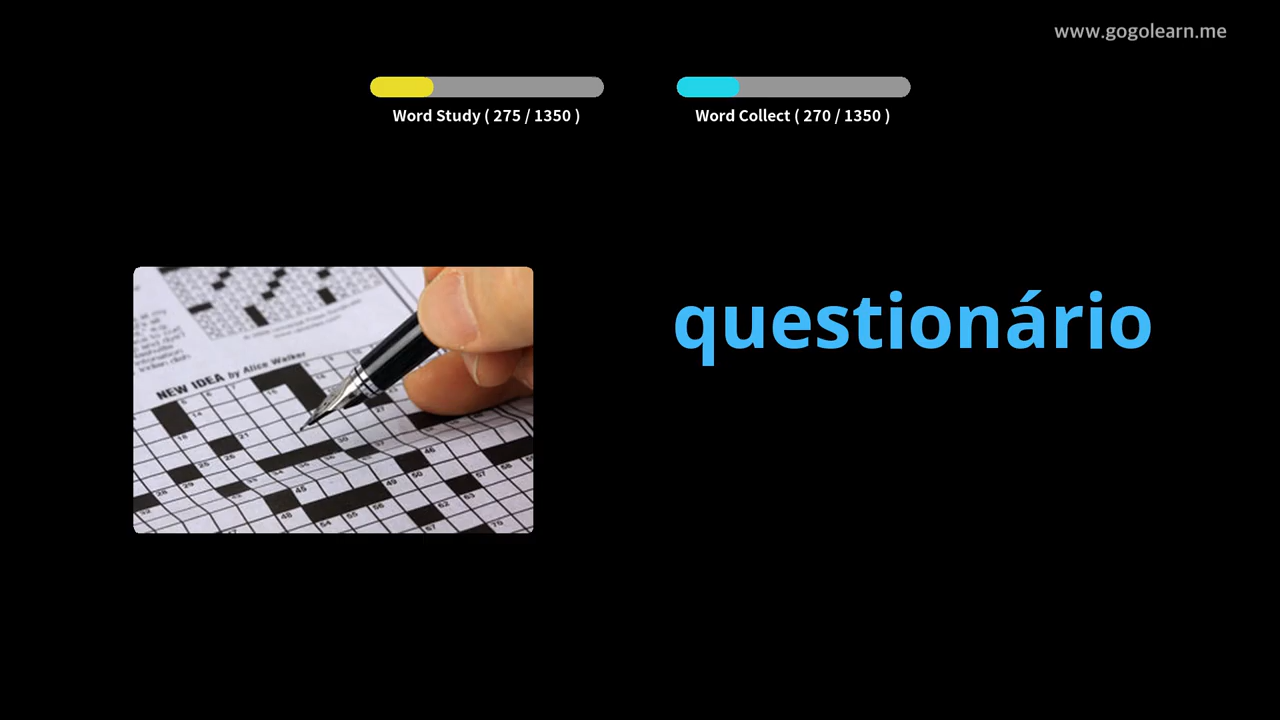 www.gogolearn.me
Word Study ( 275 / 1350 )
Word Collect ( 270 / 1350 )
questionário
NEW IDEA by Alice Walker